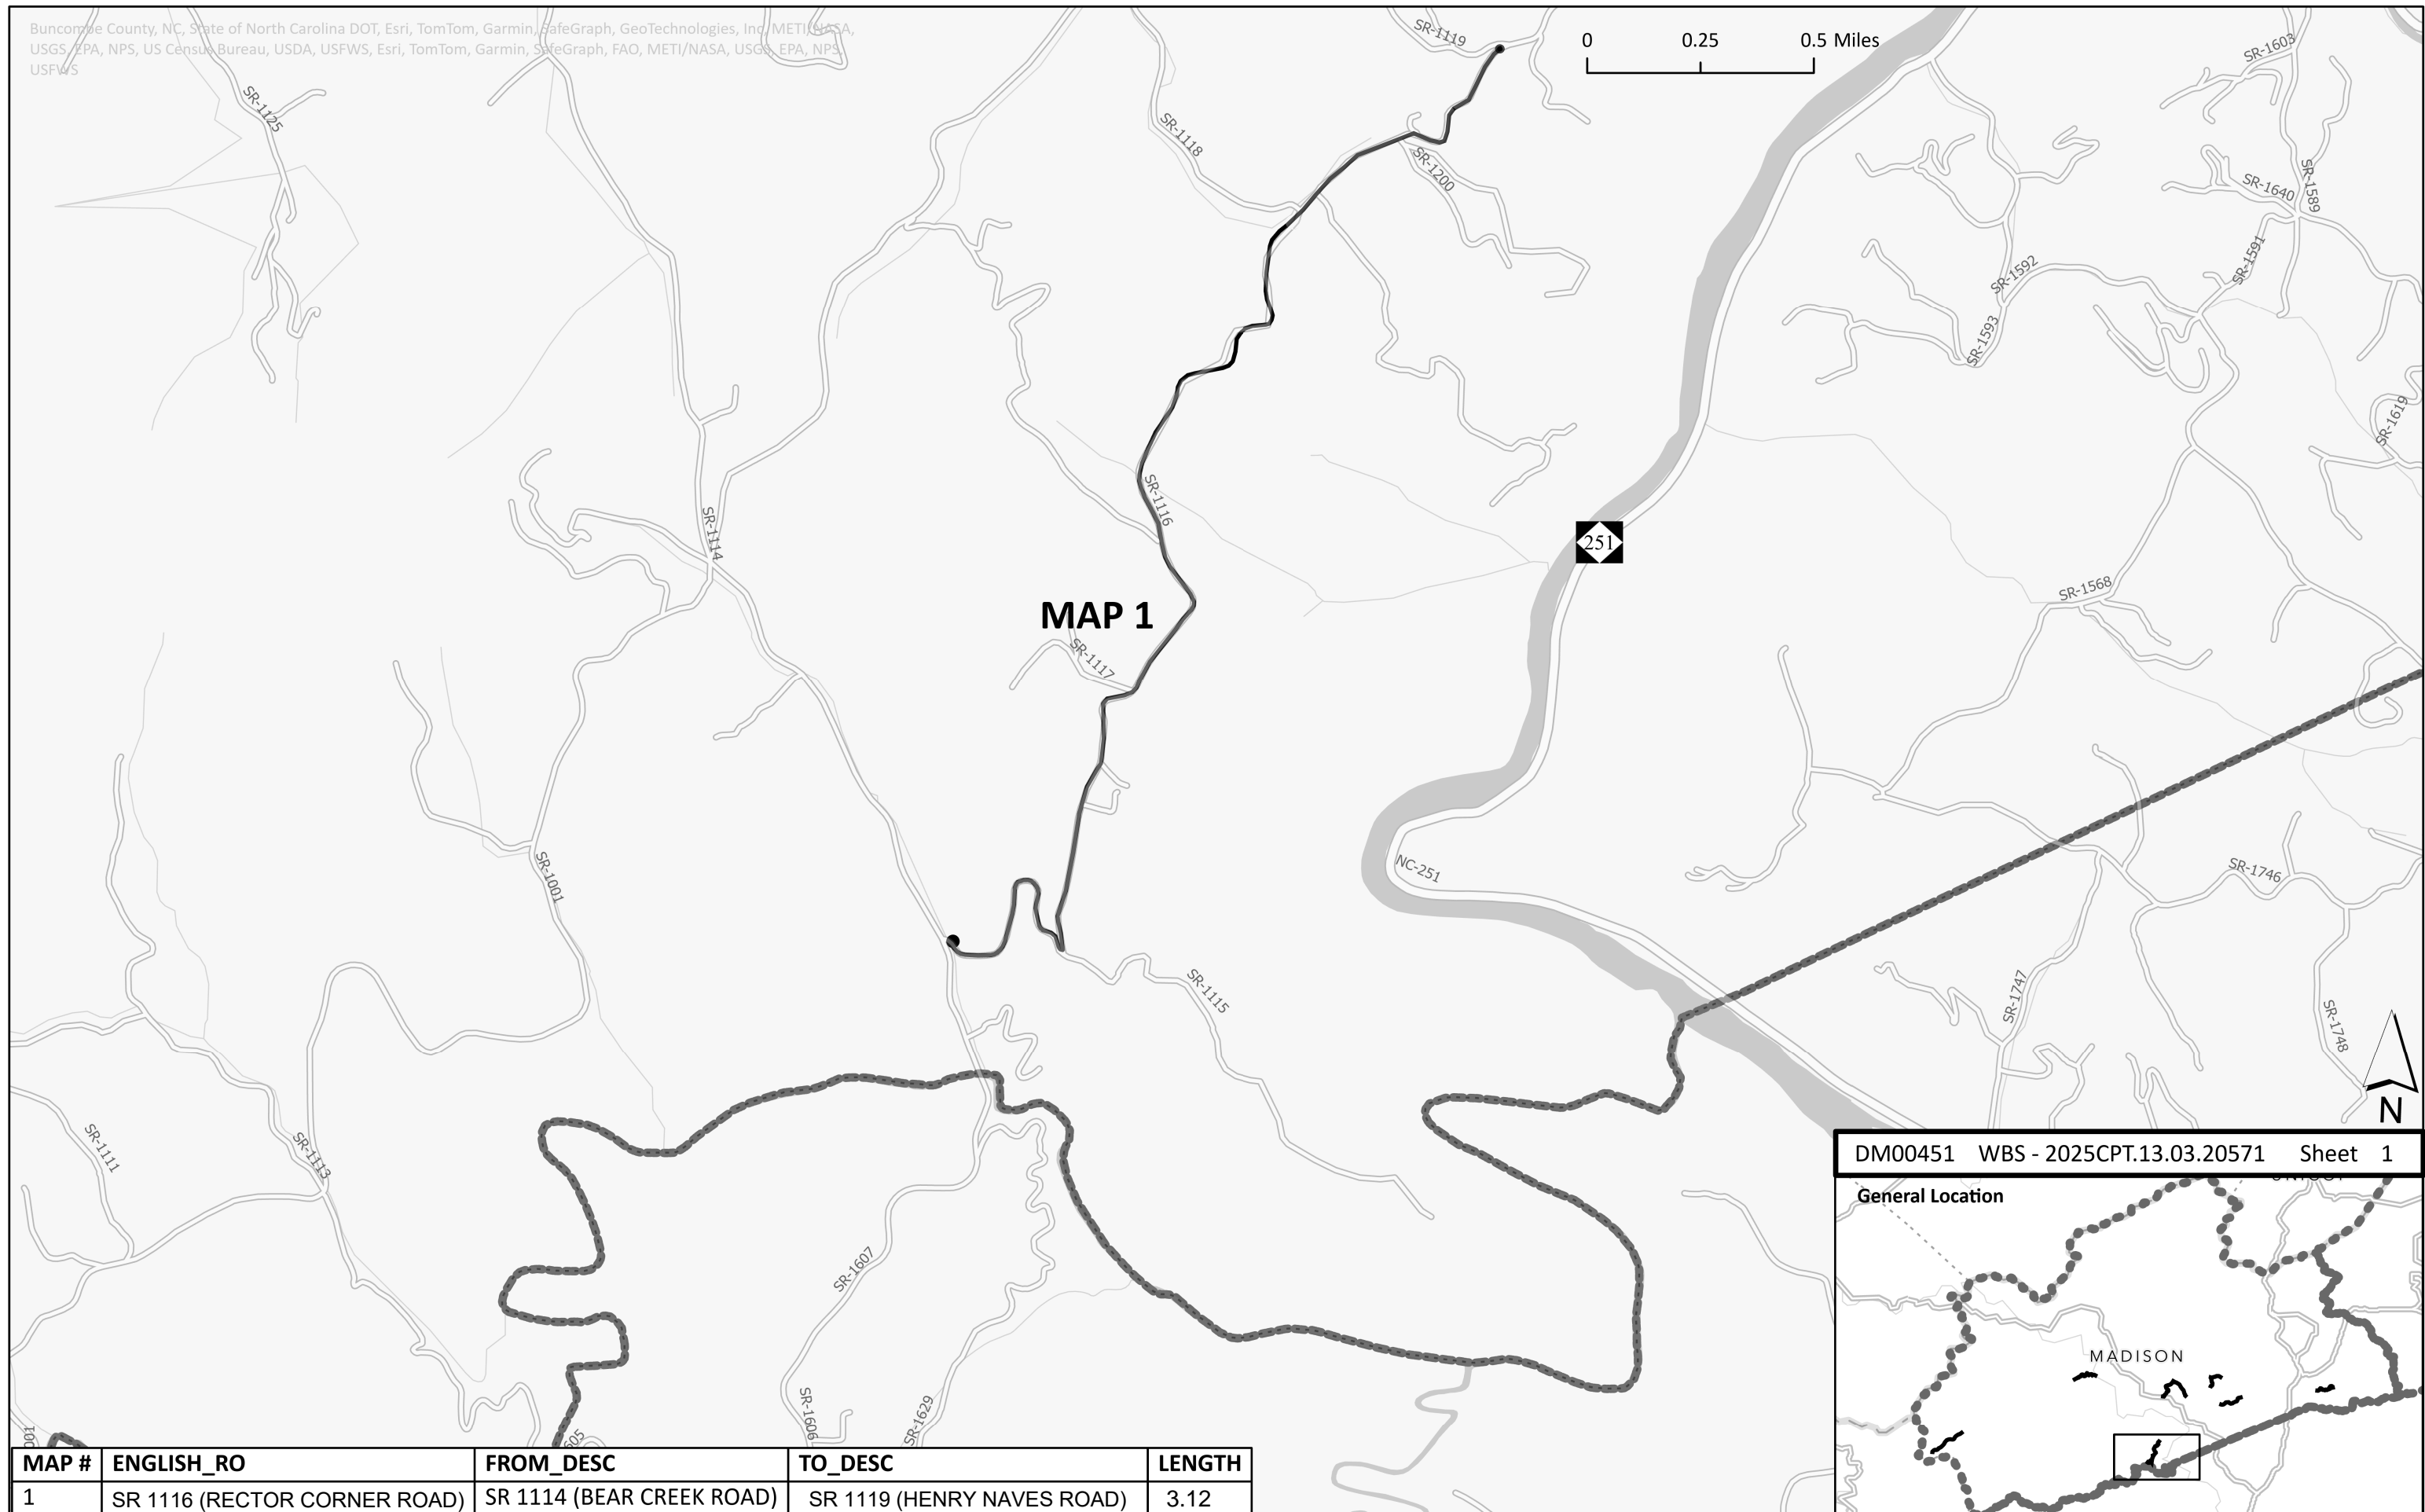 Buncombe County, NC, State of North Carolina DOT, Esri, TomTom, Garmin, SafeGraph, GeoTechnologies, Inc, METI/NASA,
USGS, EPA, NPS, US Census Bureau, USDA, USFWS, Esri, TomTom, Garmin, SafeGraph, FAO, METI/NASA, USGS, EPA, NPS,
USFWS
SR-1119
0 0.25 0.5 Miles
SR-1603
SR-1125
SR-1118
SR-1200
SR-1640
SR-1589
SR-1591
SR-1592
SR-1593
SR-1619
SR-1116
SR-1114
251
SR-1568
MAP 1
SR-1117
SR-1001
NC-251
SR-1746
SR-1115
SR-1747
SR-1748
N
SR-1111
SR-1113
SR-1607
SR-1606
SR-1629
DM00451 WBS - 2025CPT.13.03.20571 Sheet 1
General Location
MADISON
MAP # ENGLISH_RO FROM_DESC TO_DESC LENGTH
1 SR 1116 (RECTOR CORNER ROAD) SR 1114 (BEAR CREEK ROAD) SR 1119 (HENRY NAVES ROAD) 3.12